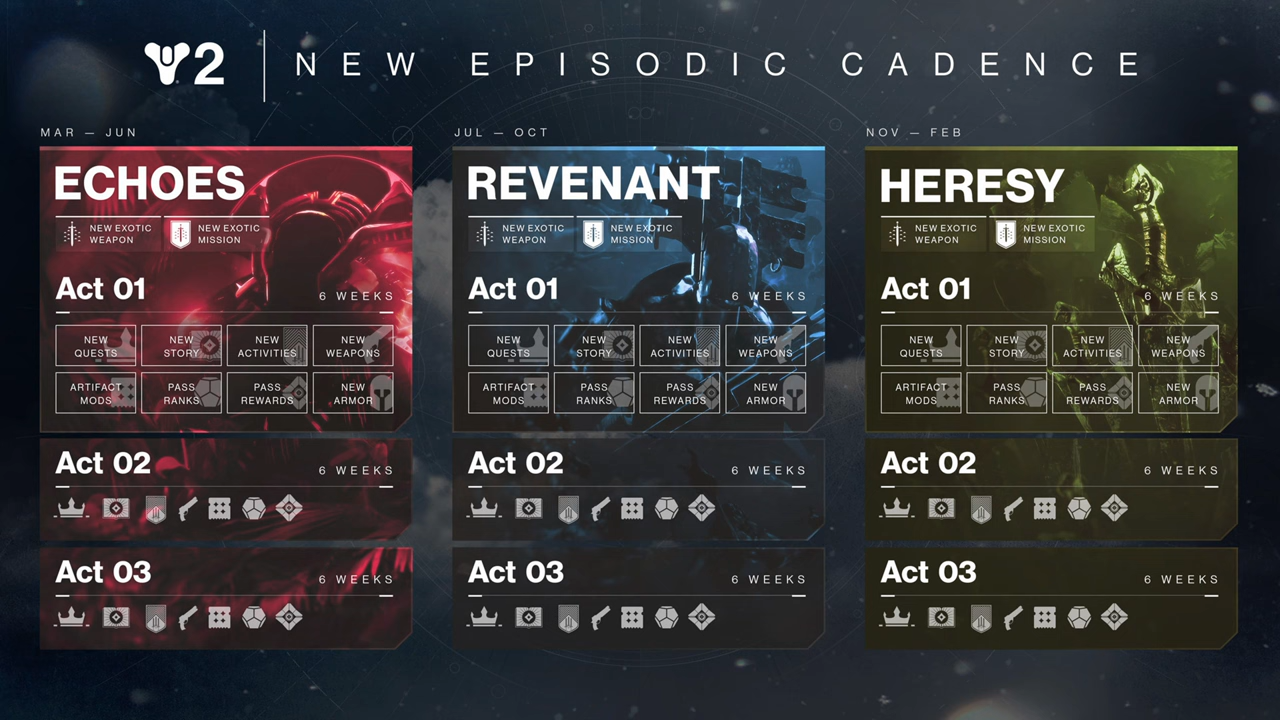 2 NEW EPISODIC CADENCE
MAR — JUN
ECHOES
NEW EXOTIC
WEAPON
NEW EXOTIC
MISSION
Act 01
6 WEEKS
NEW
QUESTS
NEW
STORY
NEW
ACTIVITIES
NEW
WEAPONS
ARTIFACT
MODS
PASS
RANKS
PASS
REWARDS
NEW
ARMOR
Act 02
6 WEEKS
Act 03
6 WEEKS
JUL — OCT
REVENANT
NEW EXOTIC
WEAPON
NEW EXOTIC
MISSION
Act 01
6 WEEKS
NEW
QUESTS
NEW
STORY
NEW
ACTIVITIES
NEW
WEAPONS
ARTIFACT
MODS
PASS
RANKS
PASS
REWARDS
NEW
ARMOR
Act 02
6 WEEKS
Act 03
6 WEEKS
NOV — FEB
HERESY
NEW EXOTIC
WEAPON
NEW EXOTIC
MISSION
Act 01
6 WEEKS
NEW
QUESTS
NEW
STORY
NEW
ACTIVITIES
NEW
WEAPONS
ARTIFACT
MODS
PASS
RANKS
PASS
REWARDS
NEW
ARMOR
Act 02
6 WEEKS
Act 03
6 WEEKS